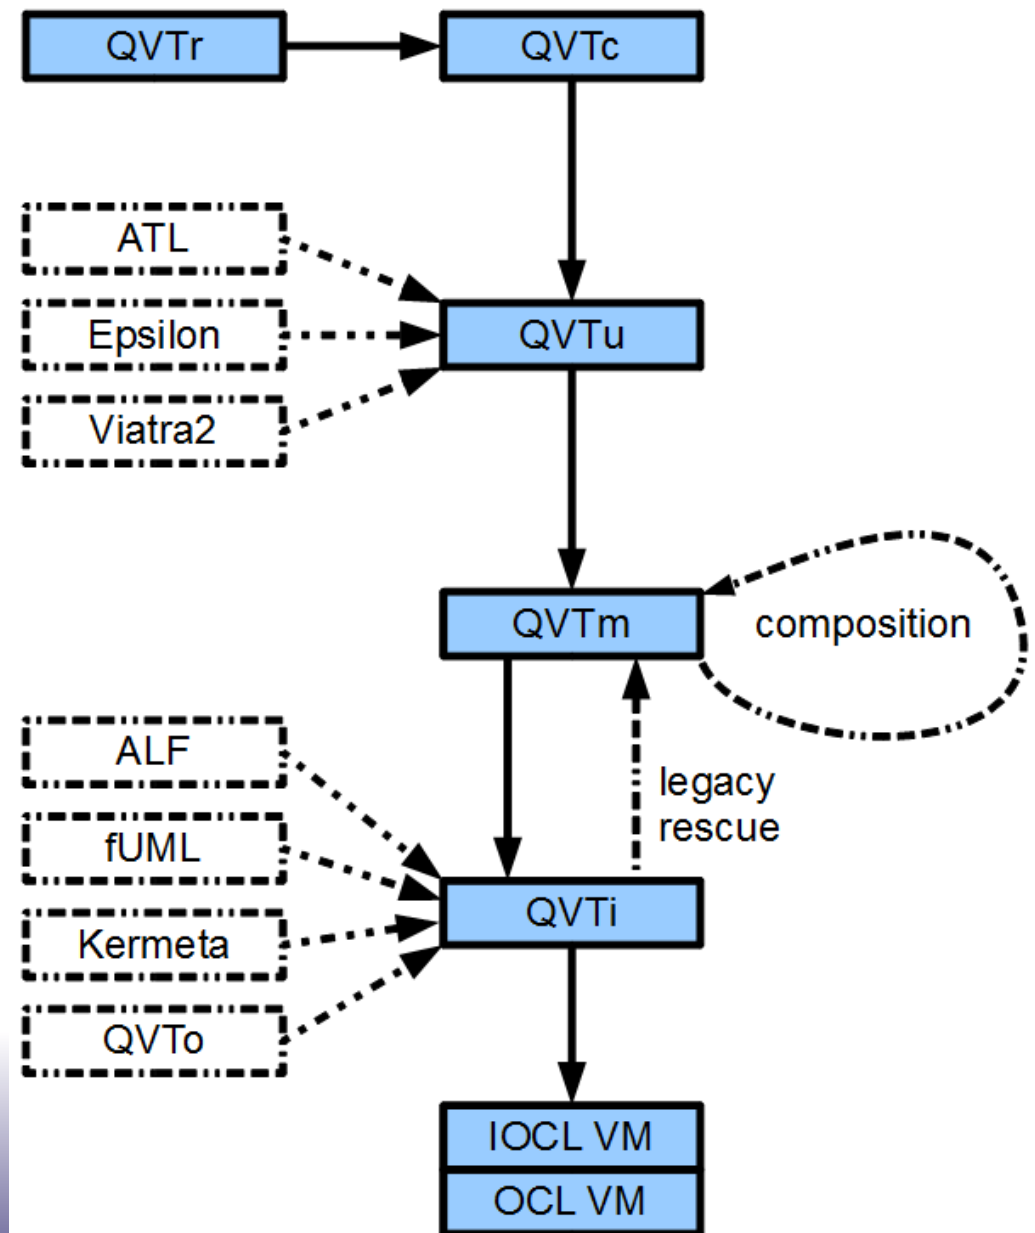 QVTr
QVTc
ATL
Epsilon
QVTu
Viatra2
QVTm
composition
ALF
legacy
rescue
fUML
QVTi
Kermeta
QVTo
IOCL VM
OCL VM